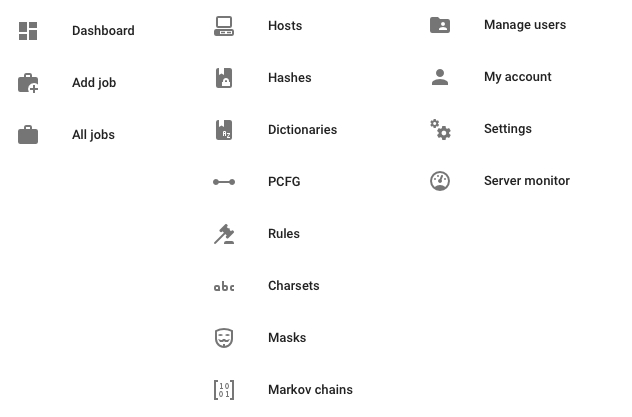 Dashboard
Add job
All jobs
Hosts
Hashes
Dictionaries
PCFG
Rules
abc Charsets
Masks
Markov chains
Manage users
My account
Settings
Server monitor